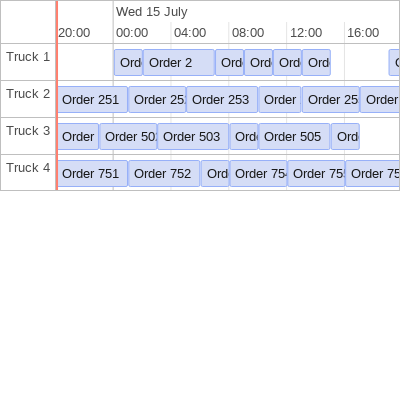 Wed 15 July
20:00 00:00 04:00 08:00 12:00 16:00
Truck 1 Ord Order 2 Ord Ord Ord Ord
Truck 2 Order 251 Order 25 Order 253 Order Order 25 Order
Truck 3 Order Order 50 Order 503 Ord Order 505 Ord
Truck 4 Order 751 Order 752 Ord Order 754 Order 75 Order 75